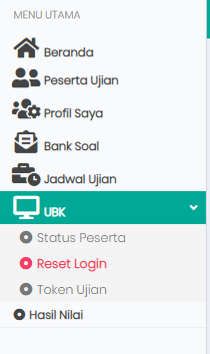 MENU UTAMA
Beranda
Peserta Ujian
Profil Saya
Bank Soal
Jadwal Ujian
UBK
Status Peserta
Reset Login
Token Ujian
Hasil Nilai